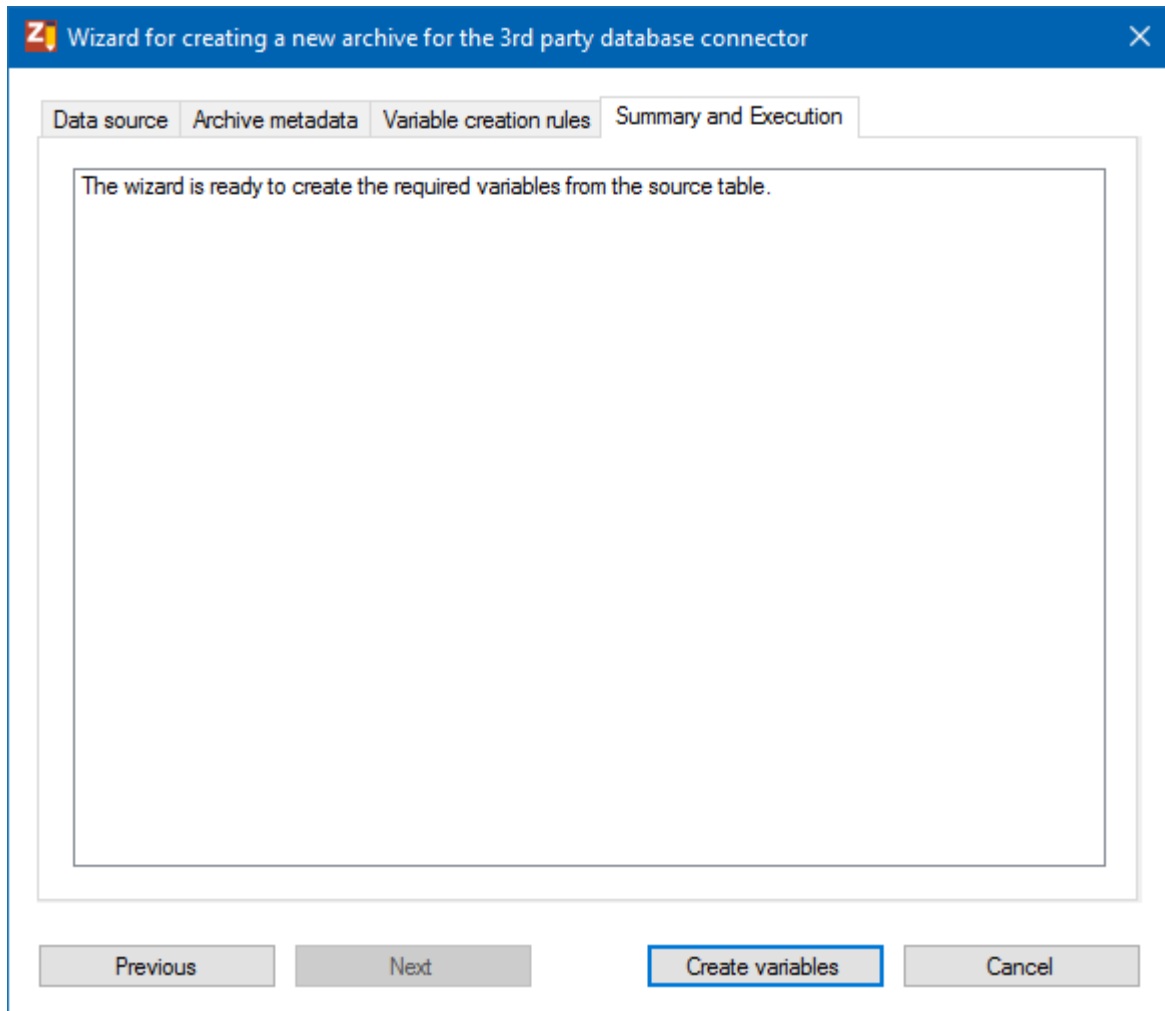 Wizard for creating a new archive for the 3rd party database connector
Data source Archive metadata Variable creation rules Summary and Execution
The wizard is ready to create the required variables from the source table.
Previous Next Create variables Cancel